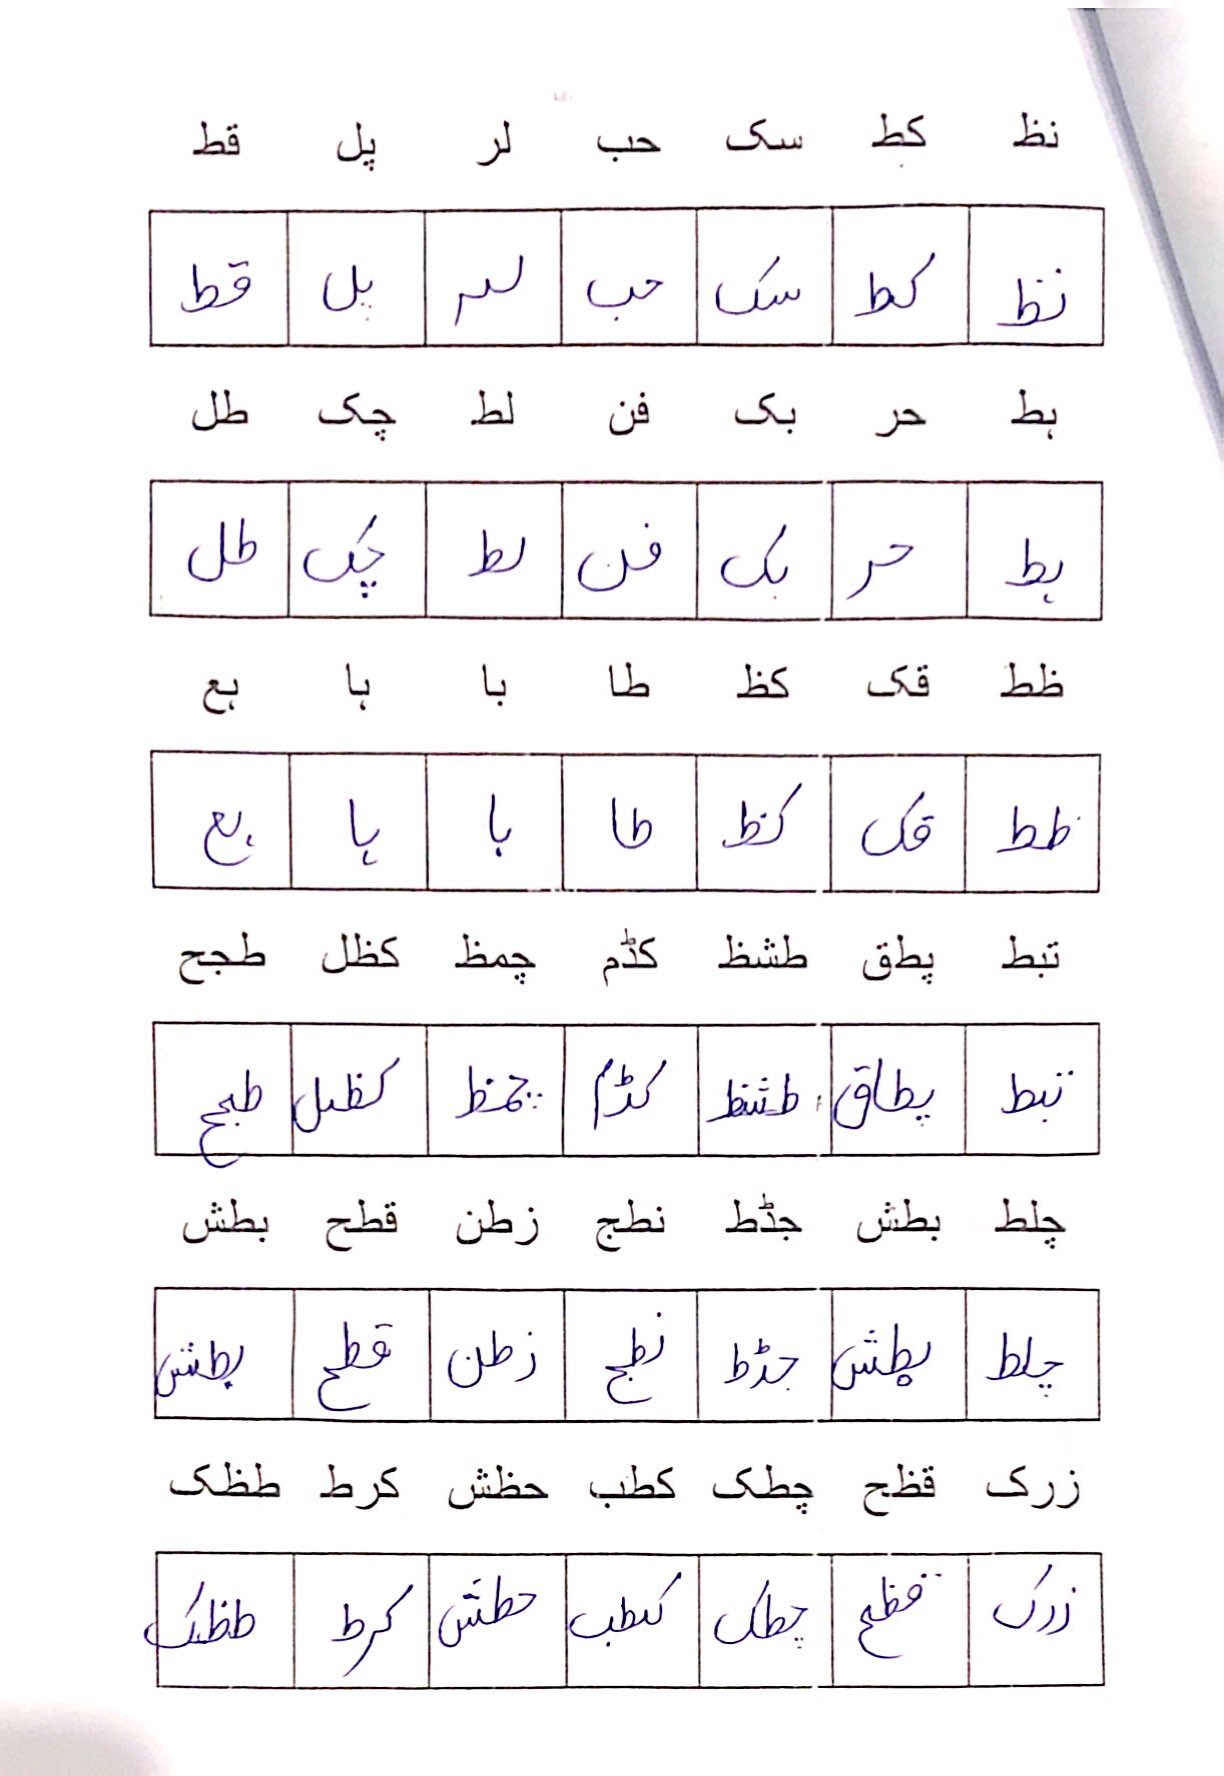 نظ کط سک حب لر پل قط
نظ کط سک حب لر پل قط
ہط حر بک فن لط چک طل
ہط حر بک فن لط چک طل
ظط قک کظ طا با ہا ہع
ظط قک کظ طا با ہا بع
تبط پطق طشظ کڈم چمظ کظل طجح
تبط پطاق طشظ کڈم چمظ کظل طجح
چلط بطش جڈط نطج زطن قطح بطش
چلط بطش جڈط نطج زطن قطح بطش
زرک قظح چطک کطب حظش کرط طظک
زرک قظح چطک کطب حطش کرط طظک